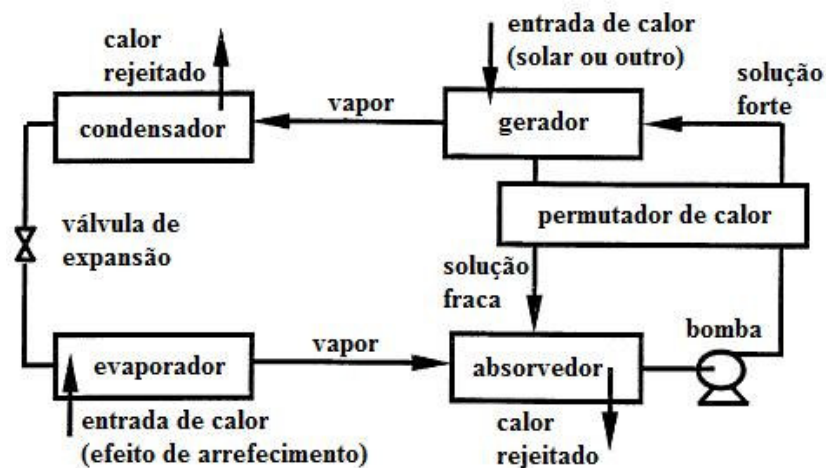 calor
rejeitado
entrada de calor
(solar ou outro)
solução
forte
condensador
vapor
gerador
permutador de calor
válvula de
expansão
solução
fraca
bomba
evaporador
vapor
absorvedor
entrada de calor
(efeito de arrefecimento)
calor
rejeitado